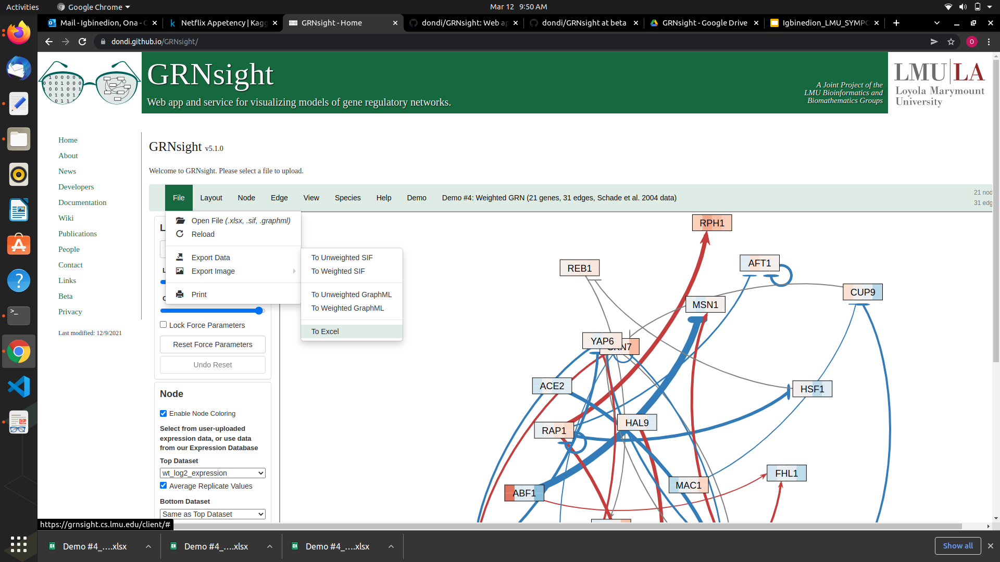 Activities
Google Chrome
Mar 12 9:50 AM
Mail - Igbinedion, Ona - 
Netflix Appetency | Kagg
GRNsight - Home
dondi/GRNsight: Web ap
dondi/GRNsight at beta
GRNsight - Google Drive
Igbinedion_LMU_SYMPO
dondi.github.io/GRNsight/
O
GRNsight
Web app and service for visualizing models of gene regulatory networks.
A Joint Project of the
LMU Bioinformatics and
Biomathematics Groups
LMU|LA
Loyola Marymount
University
Home
About
News
Developers
Documentation
Wiki
Publications
People
Contact
Links
Beta
Privacy
Last modified: 12/9/2021
GRNsight v5.1.0
Welcome to GRNsight. Please select a file to upload.
File Layout Node Edge View Species Help Demo Demo #4: Weighted GRN (21 genes, 31 edges, Schade et al. 2004 data)
21 nod
31 edg
Open File (.xlsx, .sif, .graphml)
Reload
Export Data
Export Image
Print
To Unweighted SIF
To Weighted SIF
To Unweighted GraphML
To Weighted GraphML
To Excel
Lock Force Parameters
Reset Force Parameters
Undo Reset
Node
Enable Node Coloring
Select from user-uploaded
expression data, or use data
from our Expression Database
Top Dataset
wt_log2_expression
Average Replicate Values
Bottom Dataset
Same as Top Dataset
RPH1
REB1
AFT1
CUP9
MSN1
YAP6
ACE2
HSF1
HAL9
RAP1
FHL1
MAC1
ABF1
https://grnsight.cs.lmu.edu/client/#
Demo #4_....xlsx
Demo #4_....xlsx
Demo #4_....xlsx
Show all